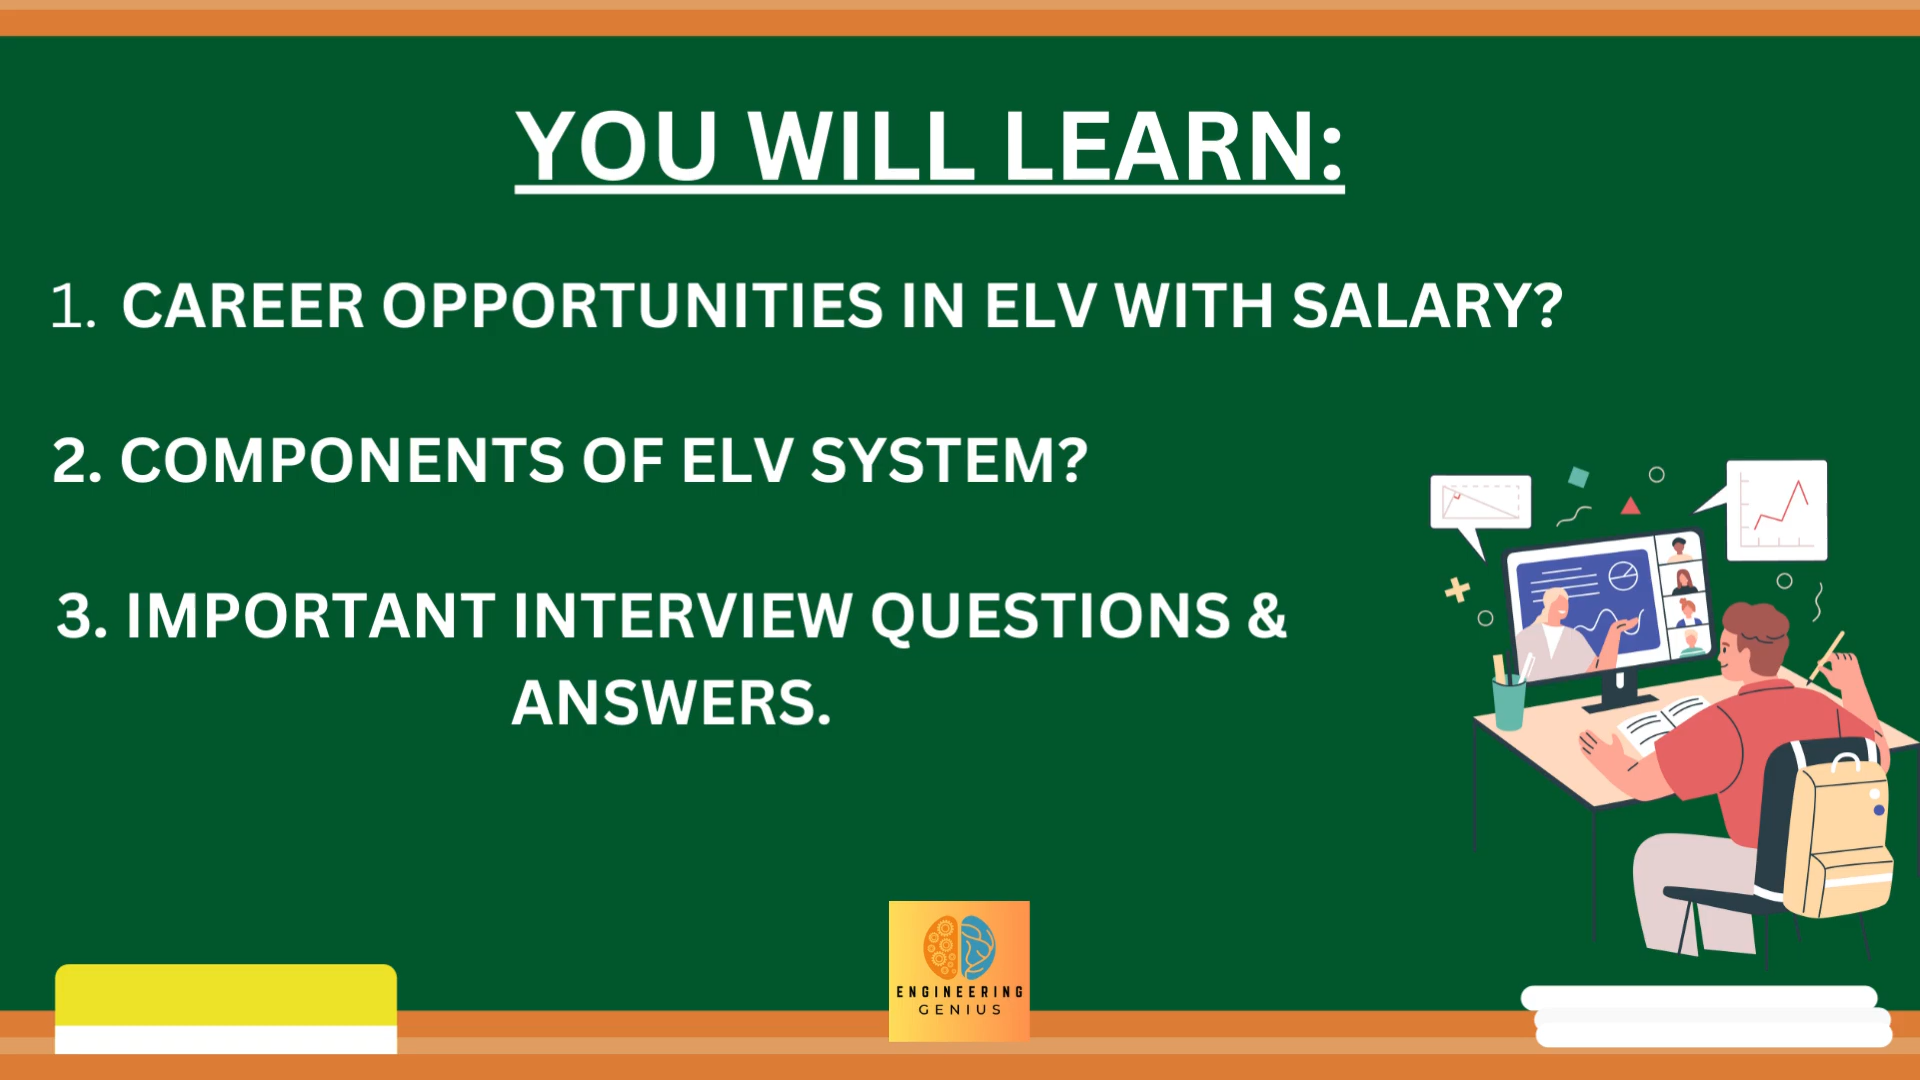 YOU WILL LEARN:
1. CAREER OPPORTUNITIES IN ELV WITH SALARY?
2. COMPONENTS OF ELV SYSTEM?
3. IMPORTANT INTERVIEW QUESTIONS &
ANSWERS.
ENGINEERING
GENIUS